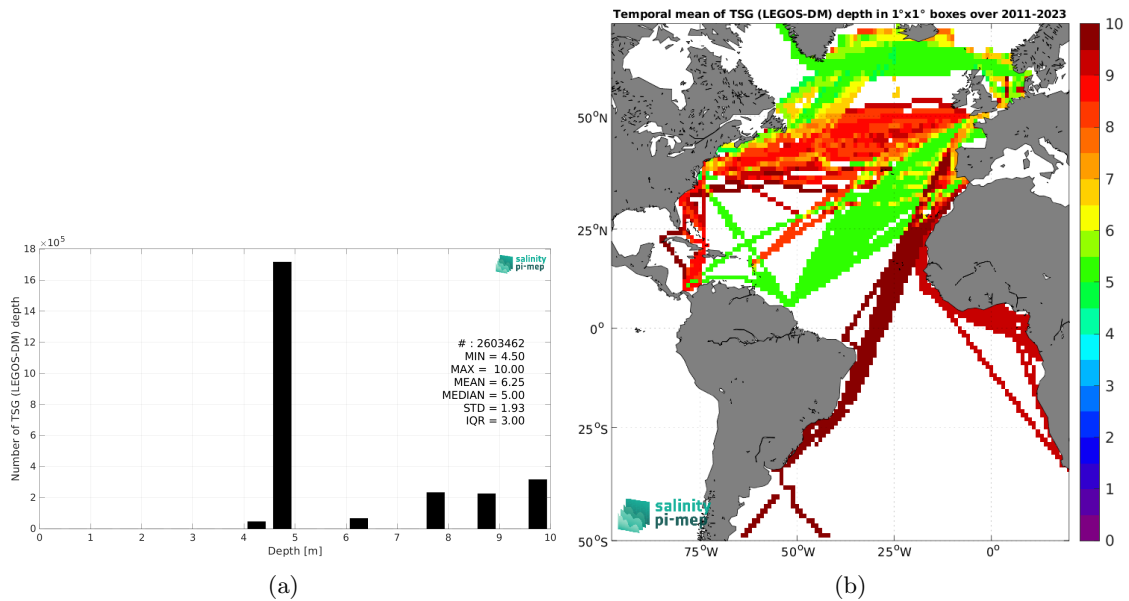 ×10⁵
18
16
14
12
10
8
6
4
2
0
Number of TSG (LEGOS-DM) depth
salinity
pi-mep
# : 2603462
MIN = 4.50
MAX = 10.00
MEAN = 6.25
MEDIAN = 5.00
STD = 1.93
IQR = 3.00
0 1 2 3 4 5 6 7 8 9 10
Depth [m]
(a)
Temporal mean of TSG (LEGOS-DM) depth in 1°x1° boxes over 2011-2023
50°N
25°N
0°
25°S
50°S
75°W 50°W 25°W 0°
salinity
pi-mep
10
9
8
7
6
5
4
3
2
1
0
(b)